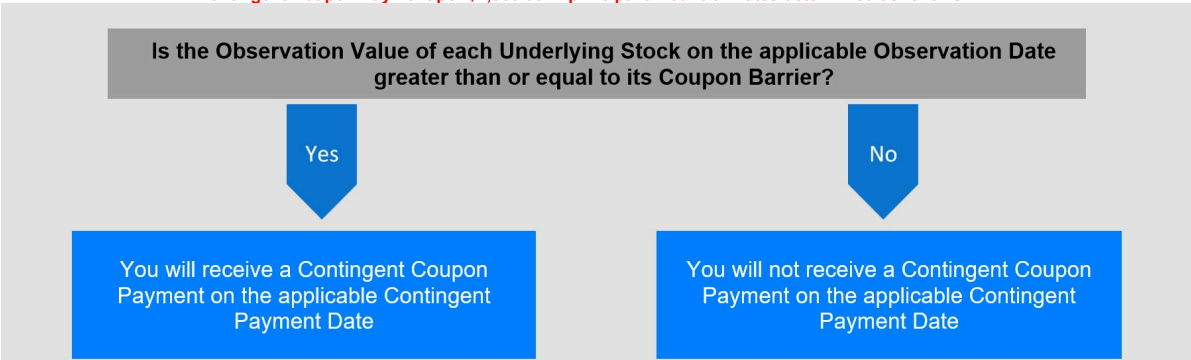 Is the Observation Value of each Underlying Stock on the applicable Observation Date
greater than or equal to its Coupon Barrier?
Yes
No
You will receive a Contingent Coupon
Payment on the applicable Contingent
Payment Date
You will not receive a Contingent Coupon
Payment on the applicable Contingent
Payment Date